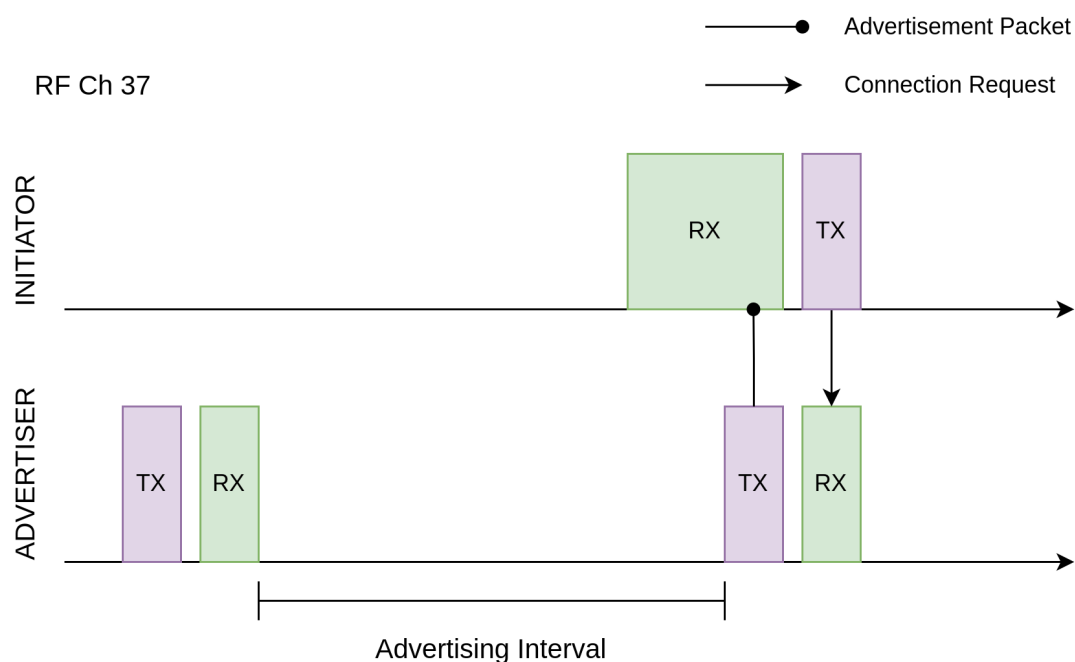 Advertisement Packet
RF Ch 37
Connection Request
INITIATOR
RX
TX
ADVERTISER
TX
RX
TX
RX
Advertising Interval